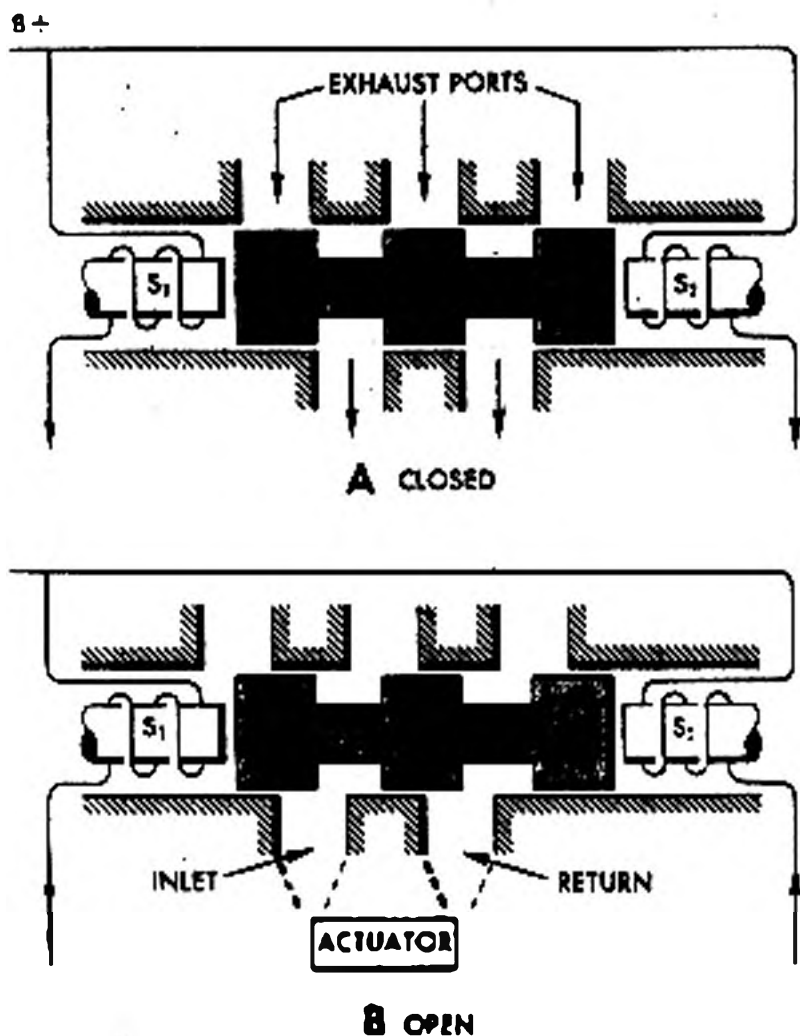 B+
EXHAUST PORTS
S1 S2
A CLOSED
S1 S2
INLET RETURN
ACTUATOR
B OPEN